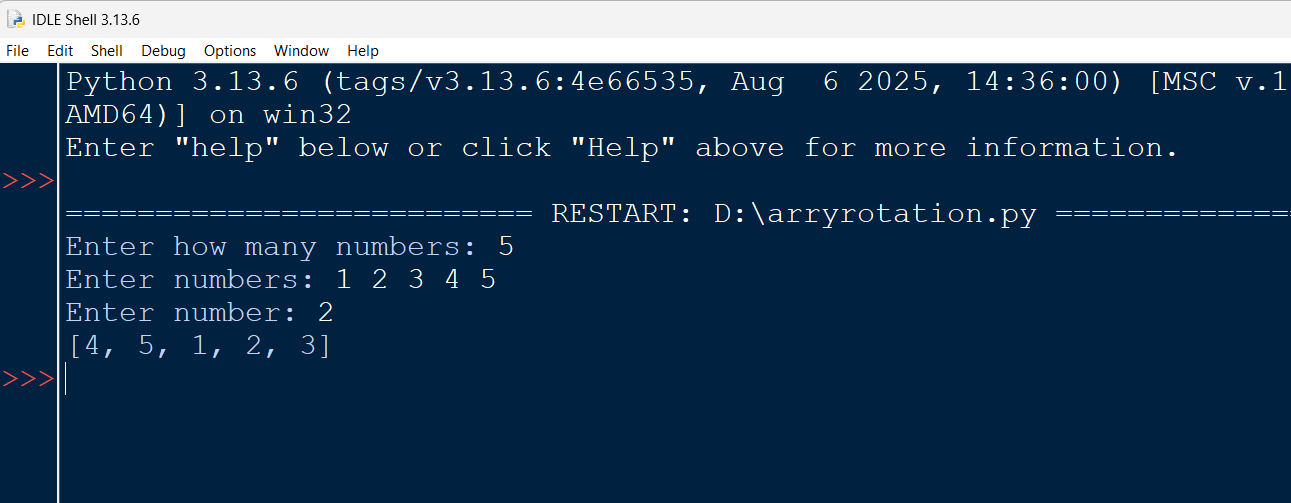 IDLE Shell 3.13.6
File Edit Shell Debug Options Window Help
Python 3.13.6 (tags/v3.13.6:4e66535, Aug  6 2025, 14:36:00) [MSC v.1
AMD64)] on win32
Enter "help" below or click "Help" above for more information.
>>>
========================== RESTART: D:\arryrotation.py =============
Enter how many numbers: 5
Enter numbers: 1 2 3 4 5
Enter number: 2
[4, 5, 1, 2, 3]
>>>